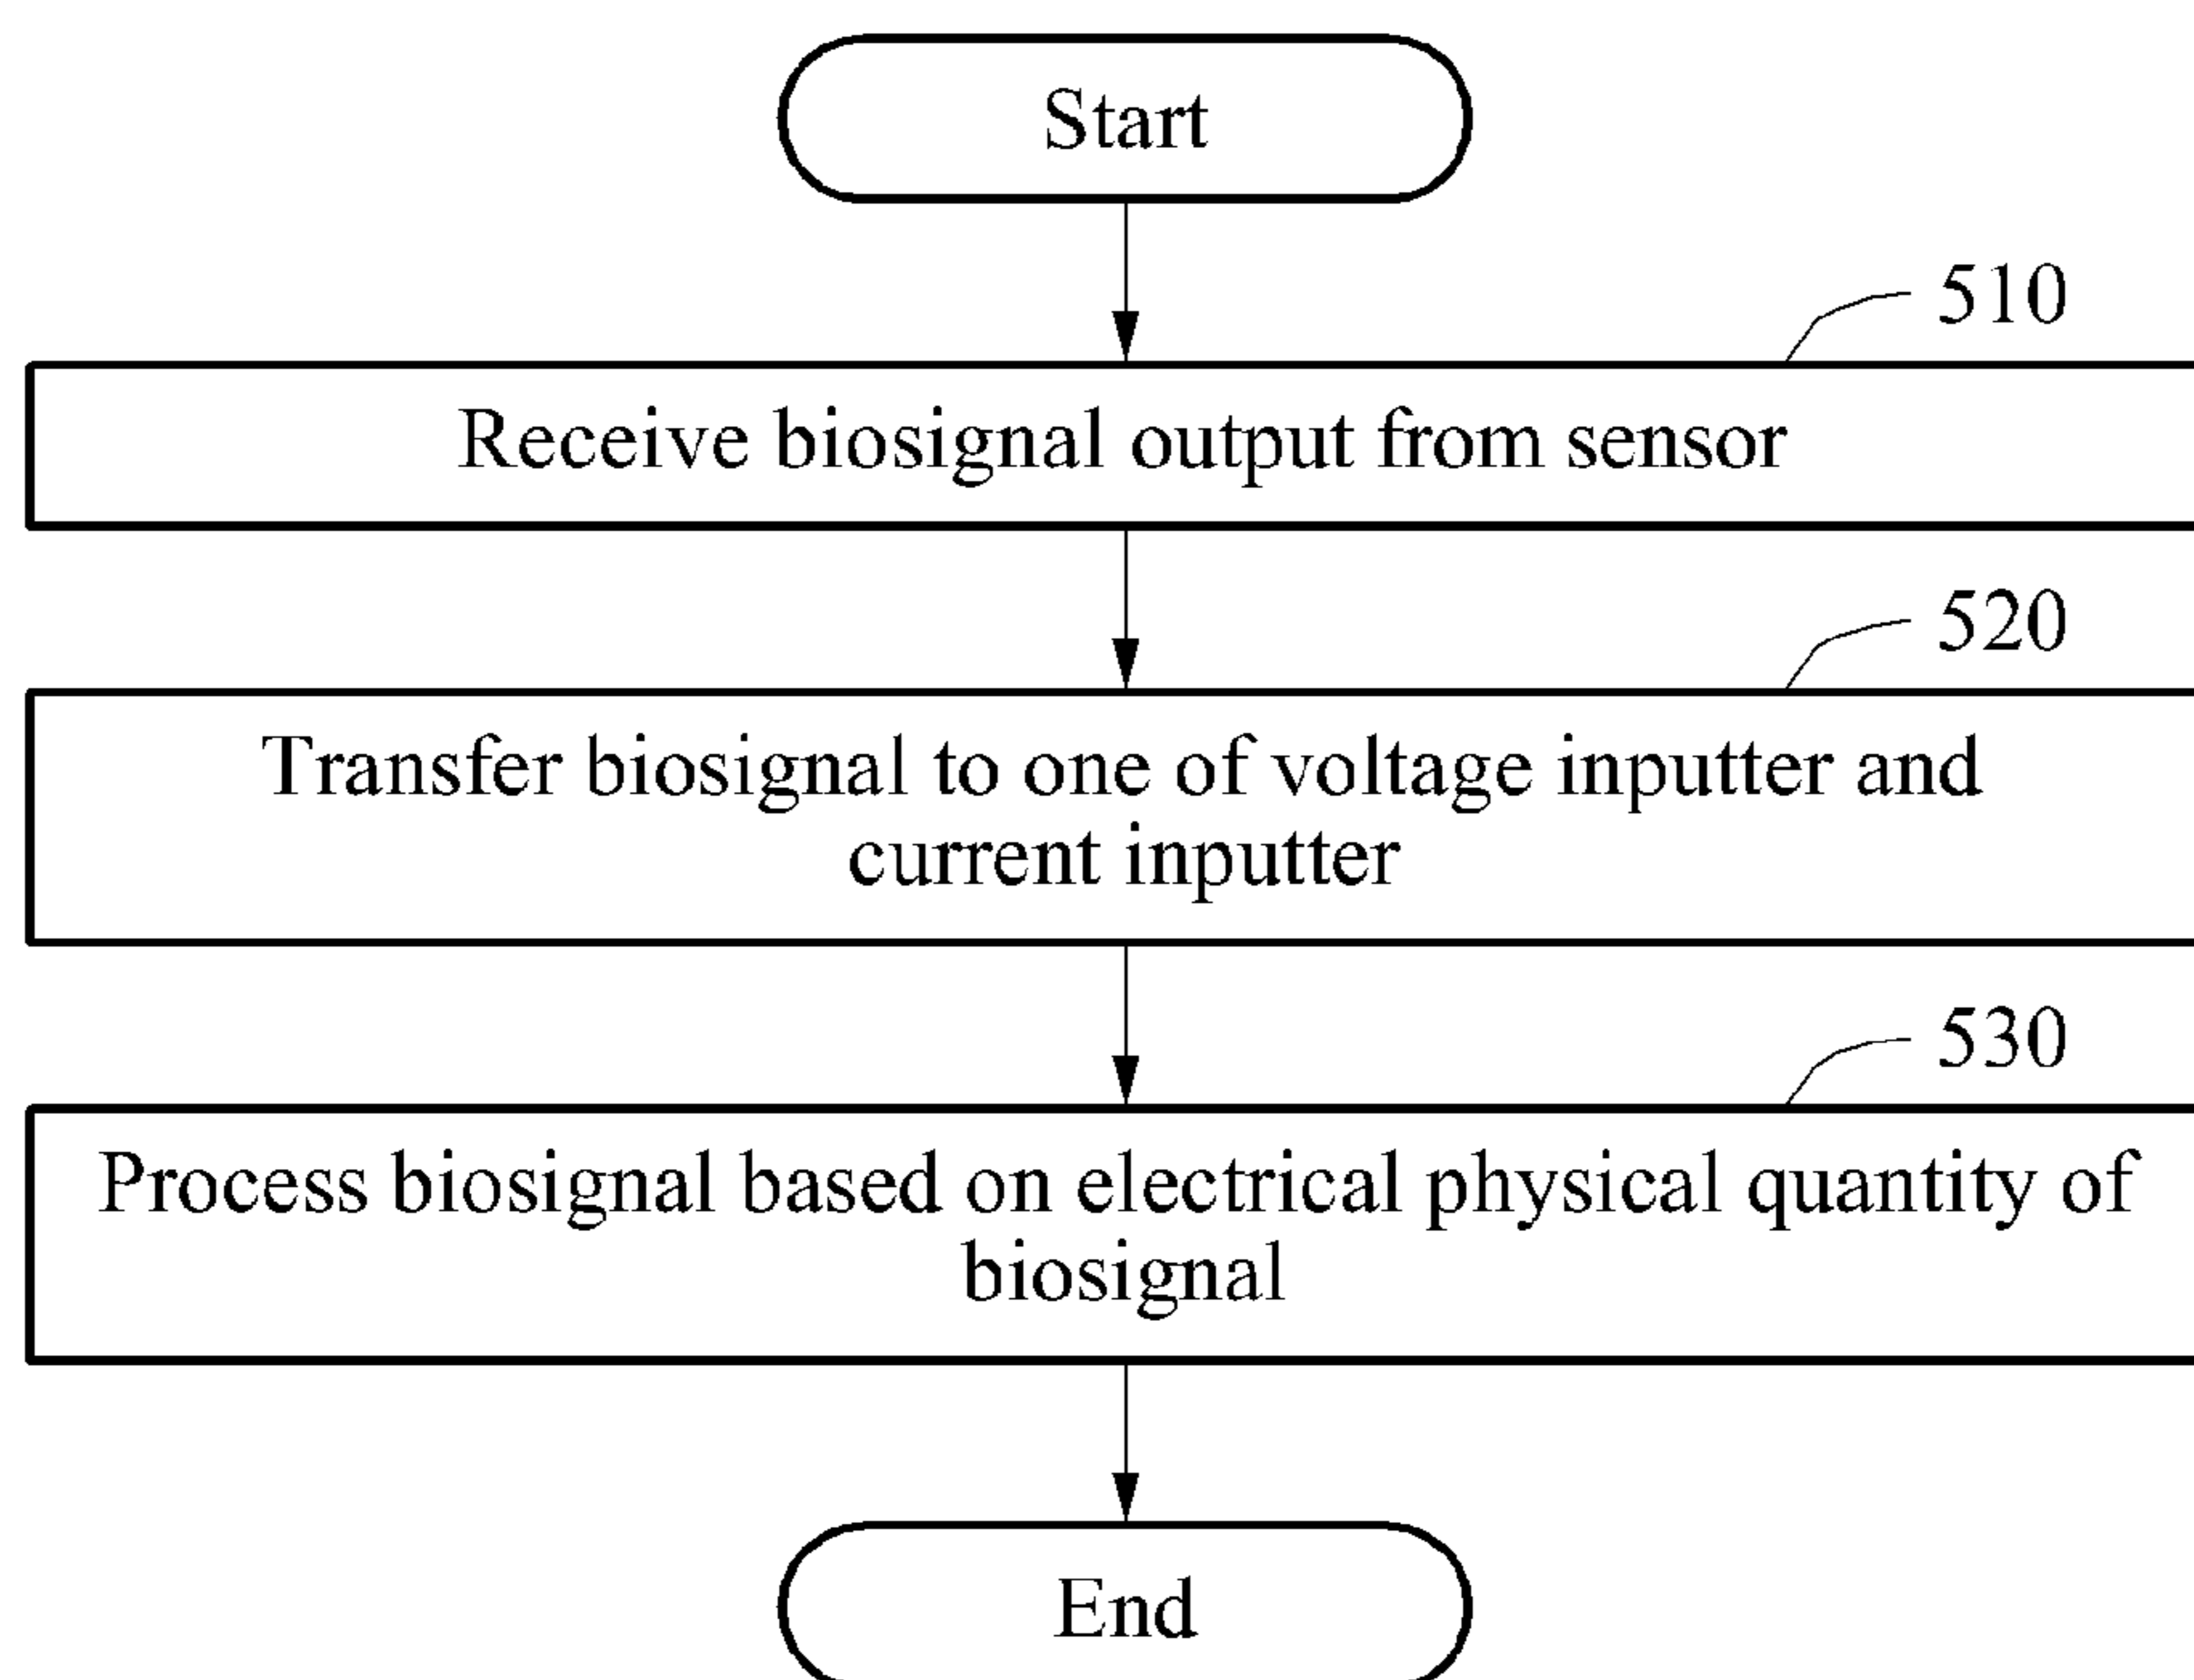 Start
510
Receive biosignal output from sensor
520
Transfer biosignal to one of voltage inputter and
current inputter
530
Process biosignal based on electrical physical quantity of
biosignal
End